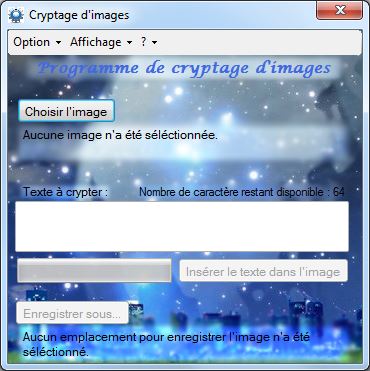 Cryptage d'images
Option Affichage ?
Programme de cryptage d'images
Choisir l'image
Aucune image n'a été séléctionnée.
Texte à crypter : Nombre de caractère restant disponible : 64
Insérer le texte dans l'image
Enregistrer sous...
Aucun emplacement pour enregistrer l'image n'a été
séléctionné.